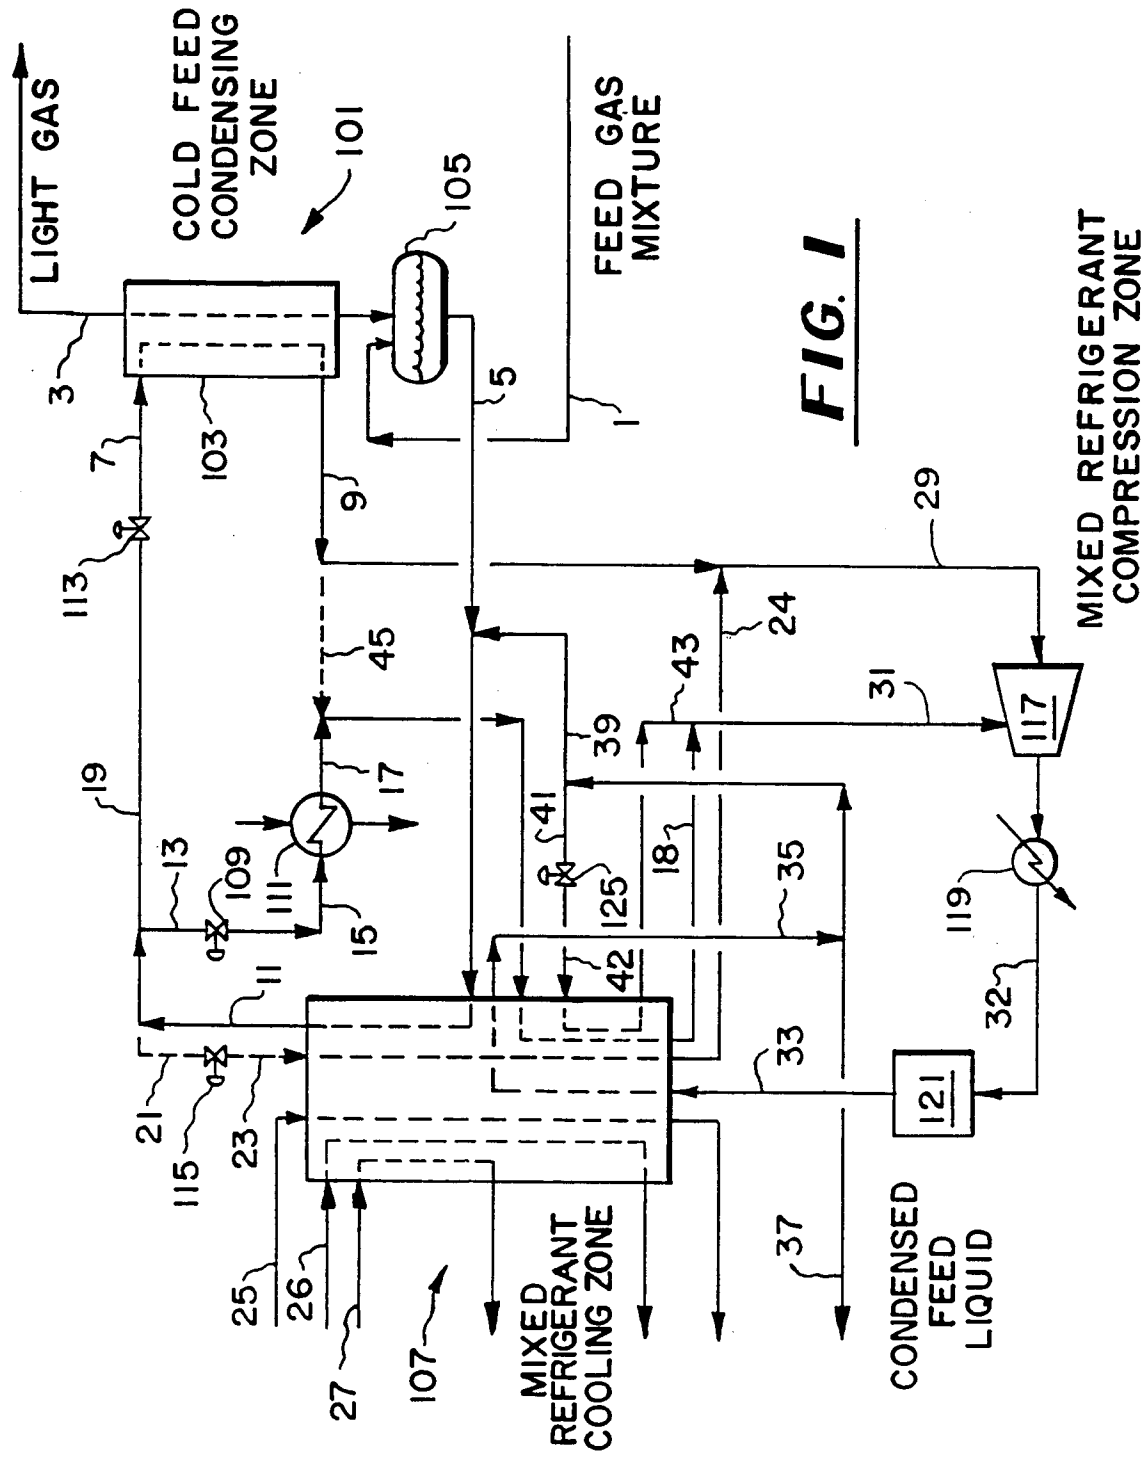 LIGHT GAS
3
COLD FEED
CONDENSING
ZONE
101
7
103
105
113
9
5
FEED GAS
MIXTURE
1
19
45
13
109
111
17
15
11
21
115
23
25
26
27
107
MIXED
REFRIGERANT
COOLING ZONE
39
41
125
42
43
18
24
35
33
37
29
31
117
119
32
121
CONDENSED
FEED
LIQUID
MIXED REFRIGERANT
COMPRESSION ZONE
FIG. 1